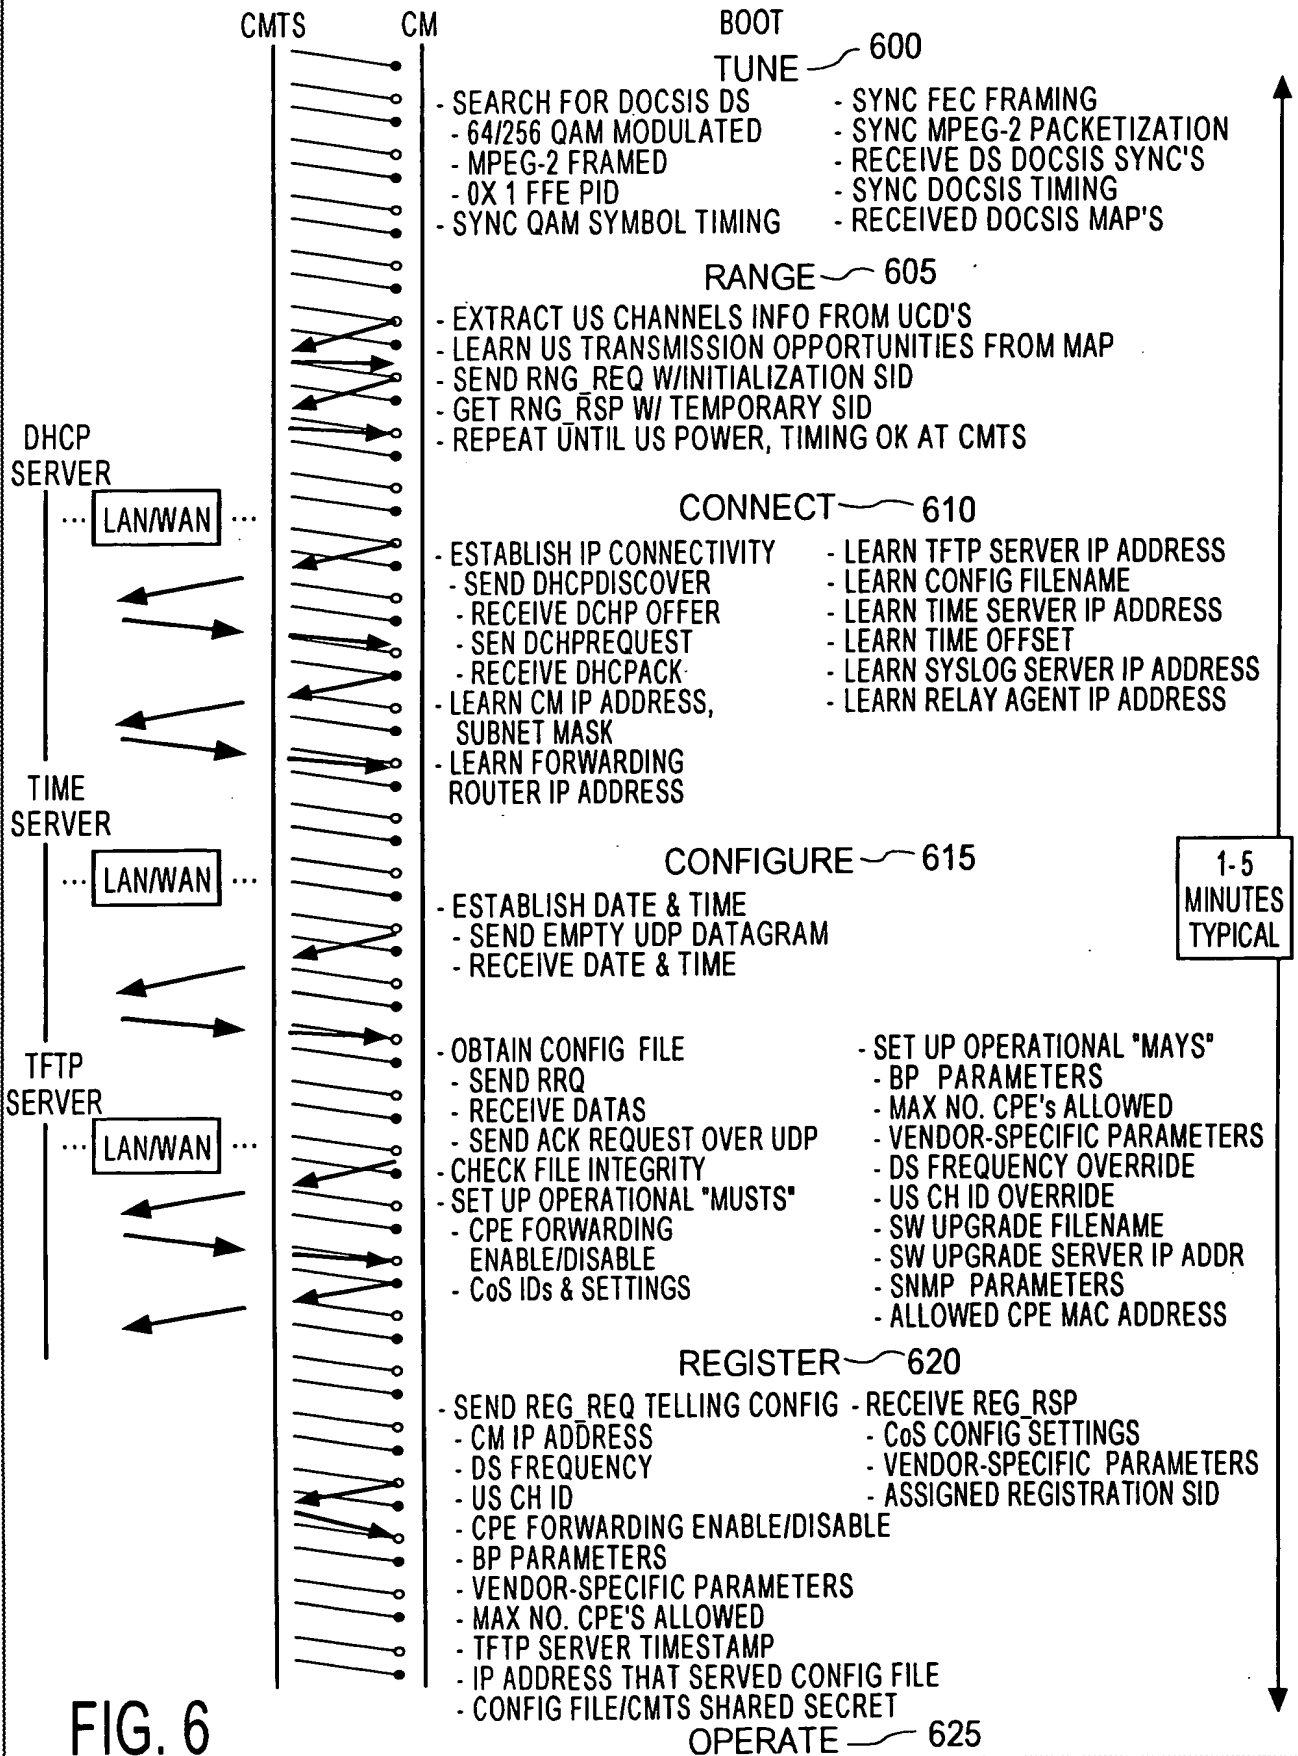 CMTS CM BOOT
TUNE 600
- SEARCH FOR DOCSIS DS
- 64/256 QAM MODULATED
- MPEG-2 FRAMED
- 0X 1 FFE PID
- SYNC QAM SYMBOL TIMING
- SYNC FEC FRAMING
- SYNC MPEG-2 PACKETIZATION
- RECEIVE DS DOCSIS SYNC'S
- SYNC DOCSIS TIMING
- RECEIVED DOCSIS MAP'S
RANGE 605
- EXTRACT US CHANNELS INFO FROM UCD'S
- LEARN US TRANSMISSION OPPORTUNITIES FROM MAP
- SEND RNG_REQ W/INITIALIZATION SID
- GET RNG_RSP W/ TEMPORARY SID
- REPEAT UNTIL US POWER, TIMING OK AT CMTS
DHCP
SERVER
... LAN/WAN ...
CONNECT 610
- ESTABLISH IP CONNECTIVITY
- SEND DHCPDISCOVER
- RECEIVE DCHP OFFER
- SEN DCHPREQUEST
- RECEIVE DHCPACK
- LEARN CM IP ADDRESS,
SUBNET MASK
- LEARN FORWARDING
ROUTER IP ADDRESS
- LEARN TFTP SERVER IP ADDRESS
- LEARN CONFIG FILENAME
- LEARN TIME SERVER IP ADDRESS
- LEARN TIME OFFSET
- LEARN SYSLOG SERVER IP ADDRESS
- LEARN RELAY AGENT IP ADDRESS
TIME
SERVER
... LAN/WAN ...
CONFIGURE 615
- ESTABLISH DATE & TIME
- SEND EMPTY UDP DATAGRAM
- RECEIVE DATE & TIME
1-5
MINUTES
TYPICAL
TFTP
SERVER
... LAN/WAN ...
- OBTAIN CONFIG FILE
- SEND RRQ
- RECEIVE DATAS
- SEND ACK REQUEST OVER UDP
- CHECK FILE INTEGRITY
- SET UP OPERATIONAL "MUSTS"
- CPE FORWARDING
ENABLE/DISABLE
- CoS IDs & SETTINGS
- SET UP OPERATIONAL "MAYS"
- BP PARAMETERS
- MAX NO. CPE's ALLOWED
- VENDOR-SPECIFIC PARAMETERS
- DS FREQUENCY OVERRIDE
- US CH ID OVERRIDE
- SW UPGRADE FILENAME
- SW UPGRADE SERVER IP ADDR
- SNMP PARAMETERS
- ALLOWED CPE MAC ADDRESS
REGISTER 620
- SEND REG_REQ TELLING CONFIG
- CM IP ADDRESS
- DS FREQUENCY
- US CH ID
- CPE FORWARDING ENABLE/DISABLE
- BP PARAMETERS
- VENDOR-SPECIFIC PARAMETERS
- MAX NO. CPE'S ALLOWED
- TFTP SERVER TIMESTAMP
- IP ADDRESS THAT SERVED CONFIG FILE
- CONFIG FILE/CMTS SHARED SECRET
- RECEIVE REG_RSP
- CoS CONFIG SETTINGS
- VENDOR-SPECIFIC PARAMETERS
- ASSIGNED REGISTRATION SID
OPERATE 625
FIG. 6